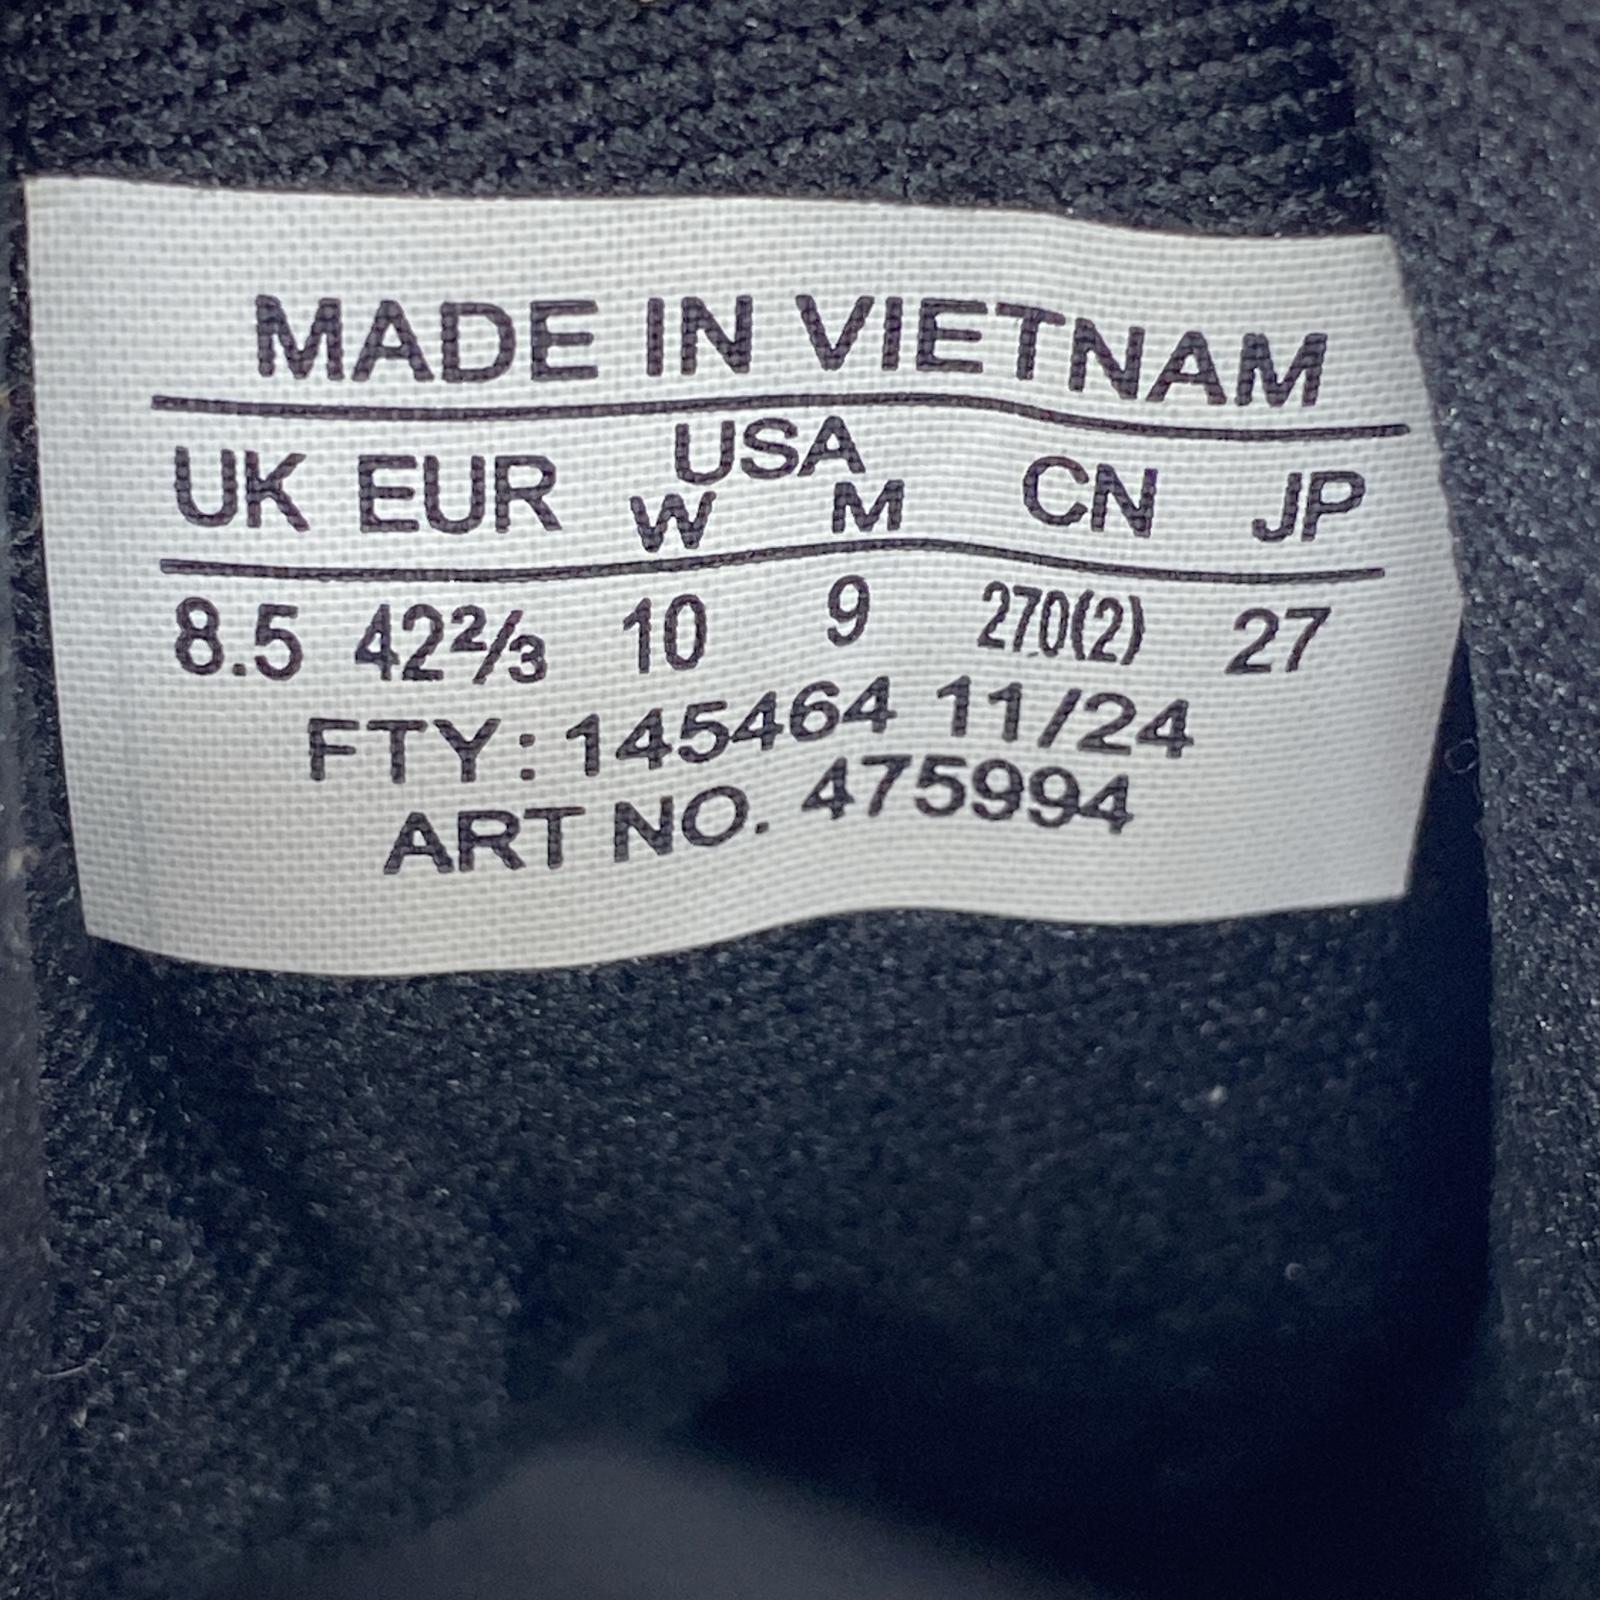 MADE IN VIETNAM
UK EUR USA W M CN JP
8.5 42⅔ 10 9 270(2) 27
FTY: 145464 11/24
ART NO. 475994